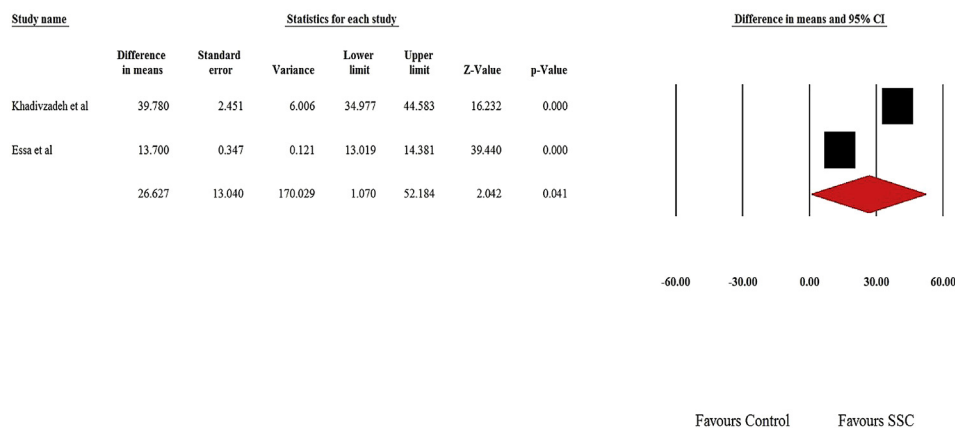 Study name Statistics for each study Difference in means and 95% CI
Difference in means Standard error Variance Lower limit Upper limit Z-Value p-Value
Khadivzadeh et al 39.780 2.451 6.006 34.977 44.583 16.232 0.000
Essa et al 13.700 0.347 0.121 13.019 14.381 39.440 0.000
26.627 13.040 170.029 1.070 52.184 2.042 0.041
-60.00 -30.00 0.00 30.00 60.00
Favours Control Favours SSC